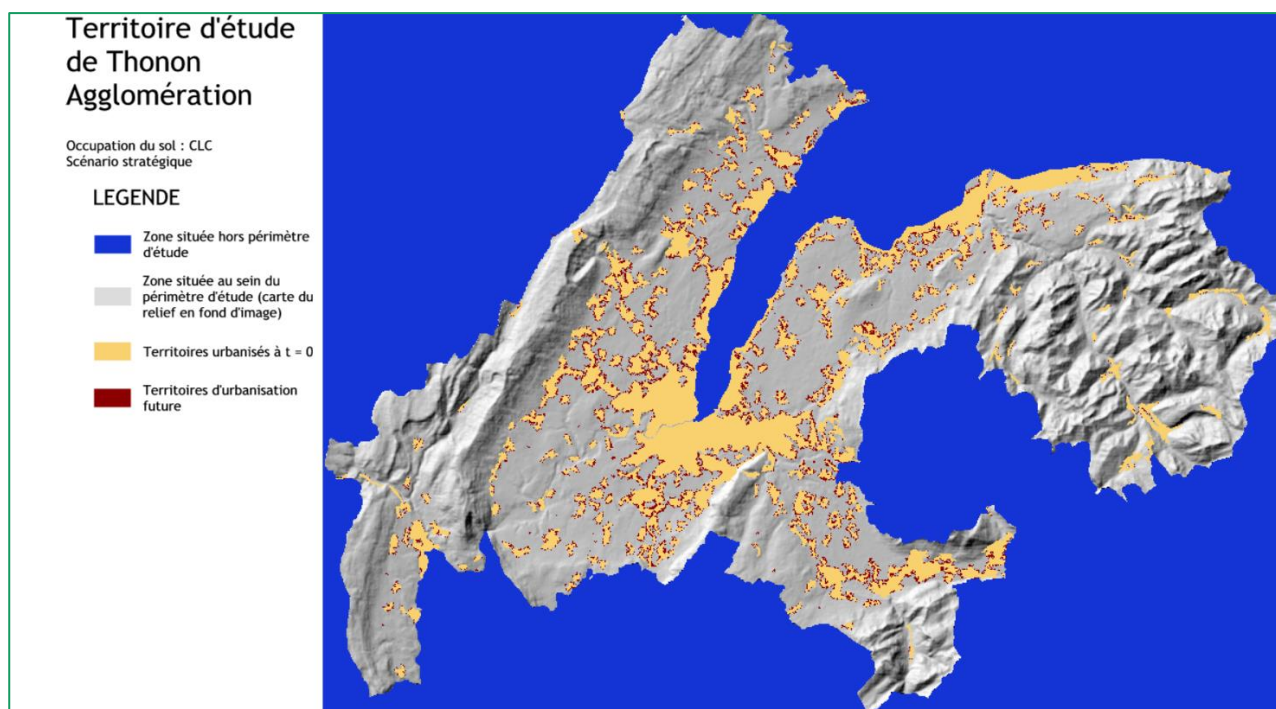 Territoire d'étude
de Thonon
Agglomération
Occupation du sol : CLC
Scénario stratégique
LEGENDE
Zone située hors périmètre
d'étude
Zone située au sein du
périmètre d'étude (carte du
relief en fond d'image)
Territoires urbanisés à t = 0
Territoires d'urbanisation
future